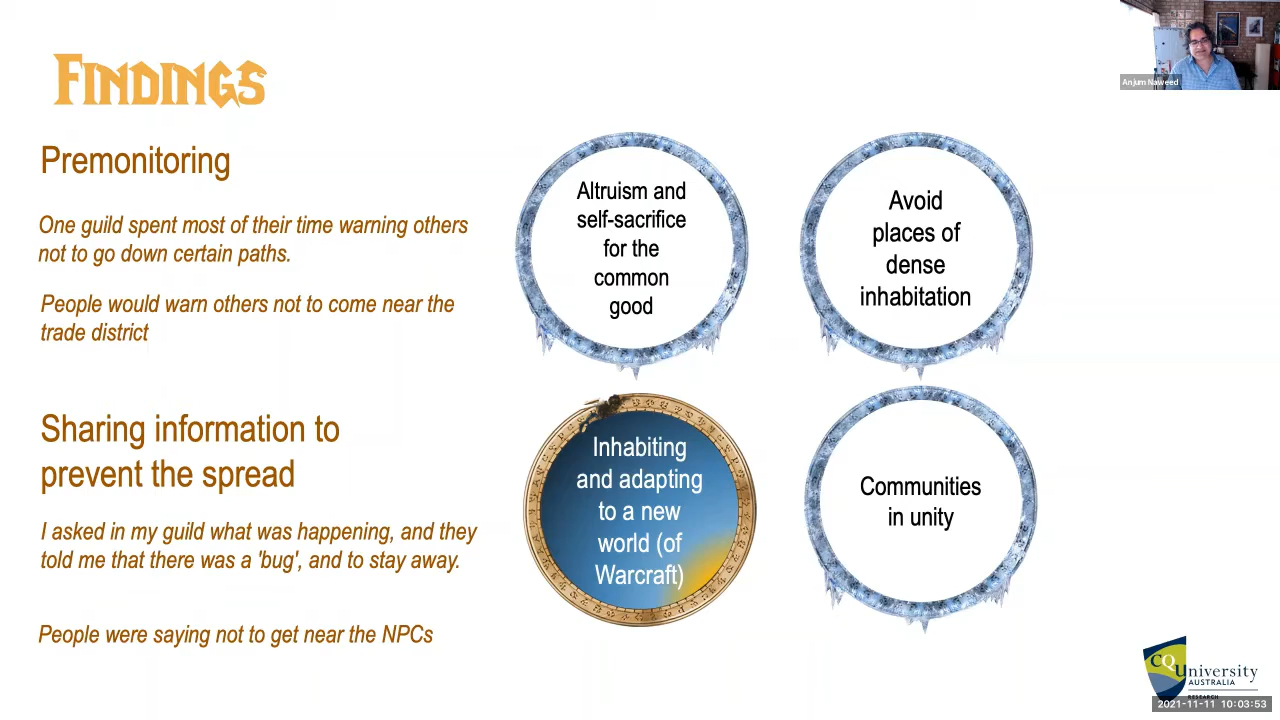 FINDINGS
Premonitoring
One guild spent most of their time warning others
not to go down certain paths.
People would warn others not to come near the
trade district
Sharing information to
prevent the spread
I asked in my guild what was happening, and they
told me that there was a 'bug', and to stay away.
People were saying not to get near the NPCs
Altruism and
self-sacrifice
for the
common
good
Avoid
places of
dense
inhabitation
Inhabiting
and adapting
to a new
world (of
Warcraft)
Communities
in unity
Anjum Naweed
CQUniversity
AUSTRALIA
RESEARCH
2021-11-11 10:03:53